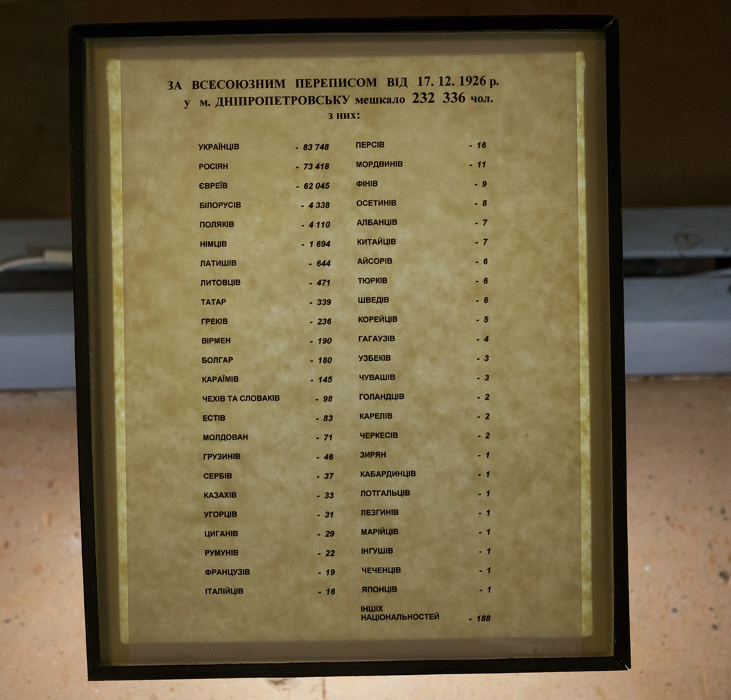 ЗА ВСЕСОЮЗНИМ ПЕРЕПИСОМ ВІД 17. 12. 1926 р.
у м. ДНІПРОПЕТРОВСЬКУ мешкало 232 336 чол.
з них:
УКРАЇНЦІВ - 83 748
РОСІЯН - 73 418
ЄВРЕЇВ - 62 045
БІЛОРУСІВ - 4 338
ПОЛЯКІВ - 4 110
НІМЦІВ - 1 694
ЛАТИШІВ - 644
ЛИТОВЦІВ - 471
ТАТАР - 339
ГРЕКІВ - 236
ВІРМЕН - 190
БОЛГАР - 180
КАРАЇМІВ - 145
ЧЕХІВ ТА СЛОВАКІВ - 98
ЕСТІВ - 83
МОЛДОВАН - 71
ГРУЗИНІВ - 46
СЕРБІВ - 37
КАЗАХІВ - 33
УГОРЦІВ - 31
ЦИГАНІВ - 29
РУМУНІВ - 22
ФРАНЦУЗІВ - 19
ІТАЛІЙЦІВ - 16
ПЕРСІВ - 16
МОРДВИНІВ - 11
ФІНІВ - 9
ОСЕТИНІВ - 8
АЛБАНЦІВ - 7
КИТАЙЦІВ - 7
АЙСОРІВ - 6
ТЮРКІВ - 6
ШВЕДІВ - 6
КОРЕЙЦІВ - 5
ГАГАУЗІВ - 4
УЗБЕКІВ - 3
ЧУВАШІВ - 3
ГОЛАНДЦІВ - 2
КАРЕЛІВ - 2
ЧЕРКЕСІВ - 2
ЗИРЯН - 1
КАБАРДИНЦІВ - 1
ЛОТГАЛЬЦІВ - 1
ЛЕЗГИНІВ - 1
МАРІЙЦІВ - 1
ІНГУШІВ - 1
ЧЕЧЕНЦІВ - 1
ЯПОНЦІВ - 1
ІНШІХ
НАЦІОНАЛЬНОСТЕЙ - 188